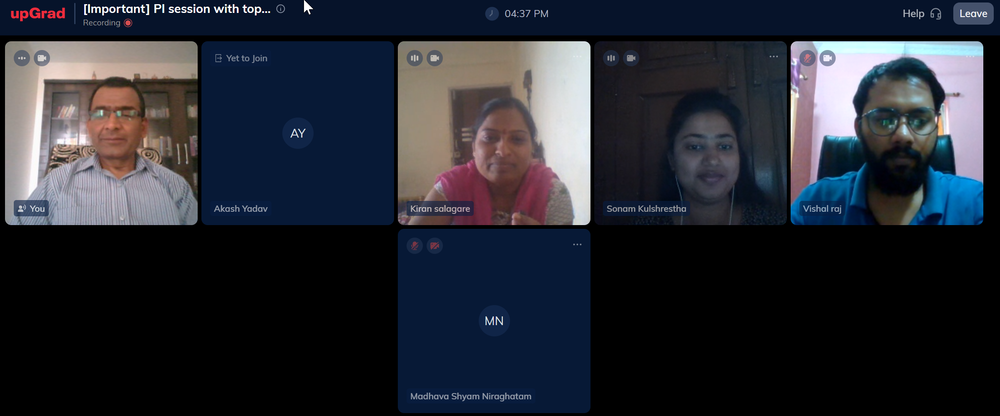 upGrad
[Important] PI session with top...
Recording
04:37 PM
Help
Leave
You
Yet to Join
AY
Akash Yadav
Kiran salagare
Sonam Kulshrestha
Vishal raj
MN
Madhava Shyam Niraghatam